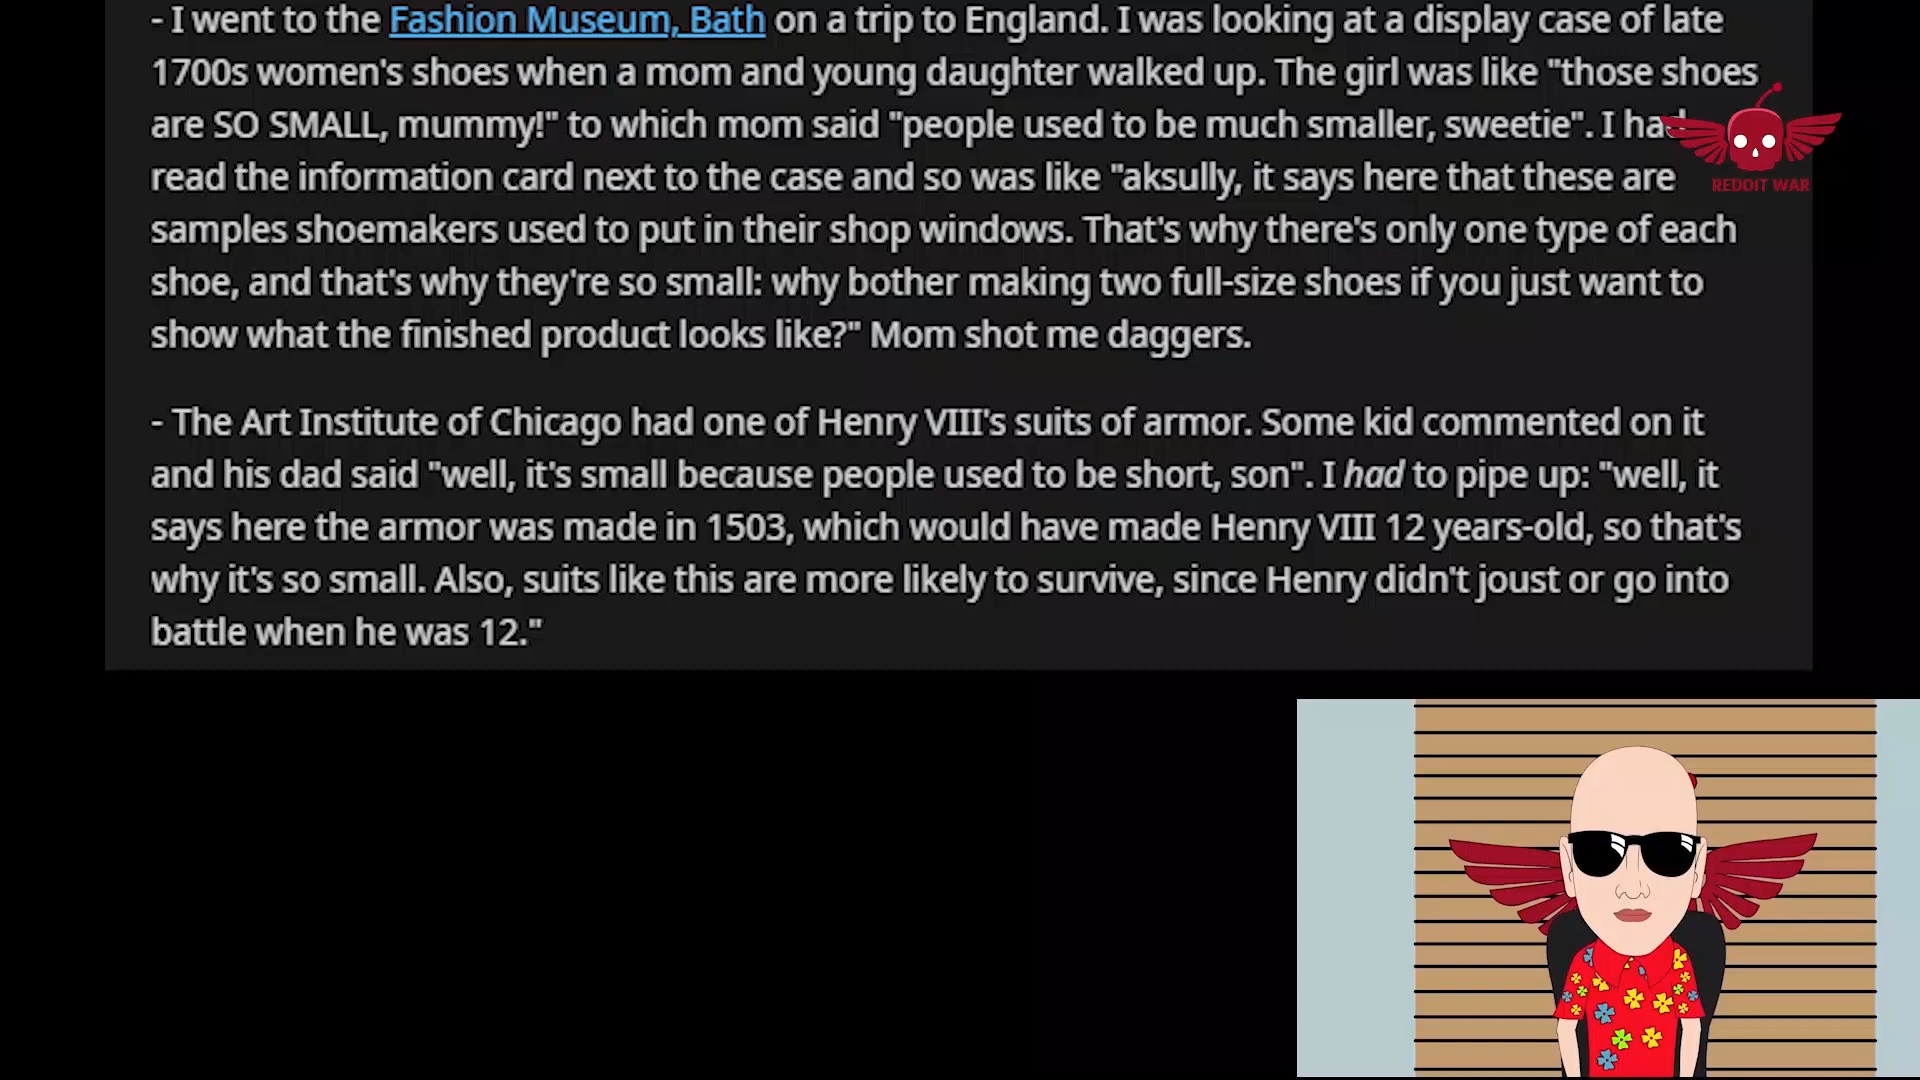 - I went to the Fashion Museum, Bath on a trip to England. I was looking at a display case of late
1700s women's shoes when a mom and young daughter walked up. The girl was like "those shoes
are SO SMALL, mummy!" to which mom said "people used to be much smaller, sweetie". I had
read the information card next to the case and so was like "aksully, it says here that these are
REDDIT WAR
samples shoemakers used to put in their shop windows. That's why there's only one type of each
shoe, and that's why they're so small: why bother making two full-size shoes if you just want to
show what the finished product looks like?" Mom shot me daggers.
- The Art Institute of Chicago had one of Henry VIII's suits of armor. Some kid commented on it
and his dad said "well, it's small because people used to be short, son". I had to pipe up: "well, it
says here the armor was made in 1503, which would have made Henry VIII 12 years-old, so that's
why it's so small. Also, suits like this are more likely to survive, since Henry didn't joust or go into
battle when he was 12."